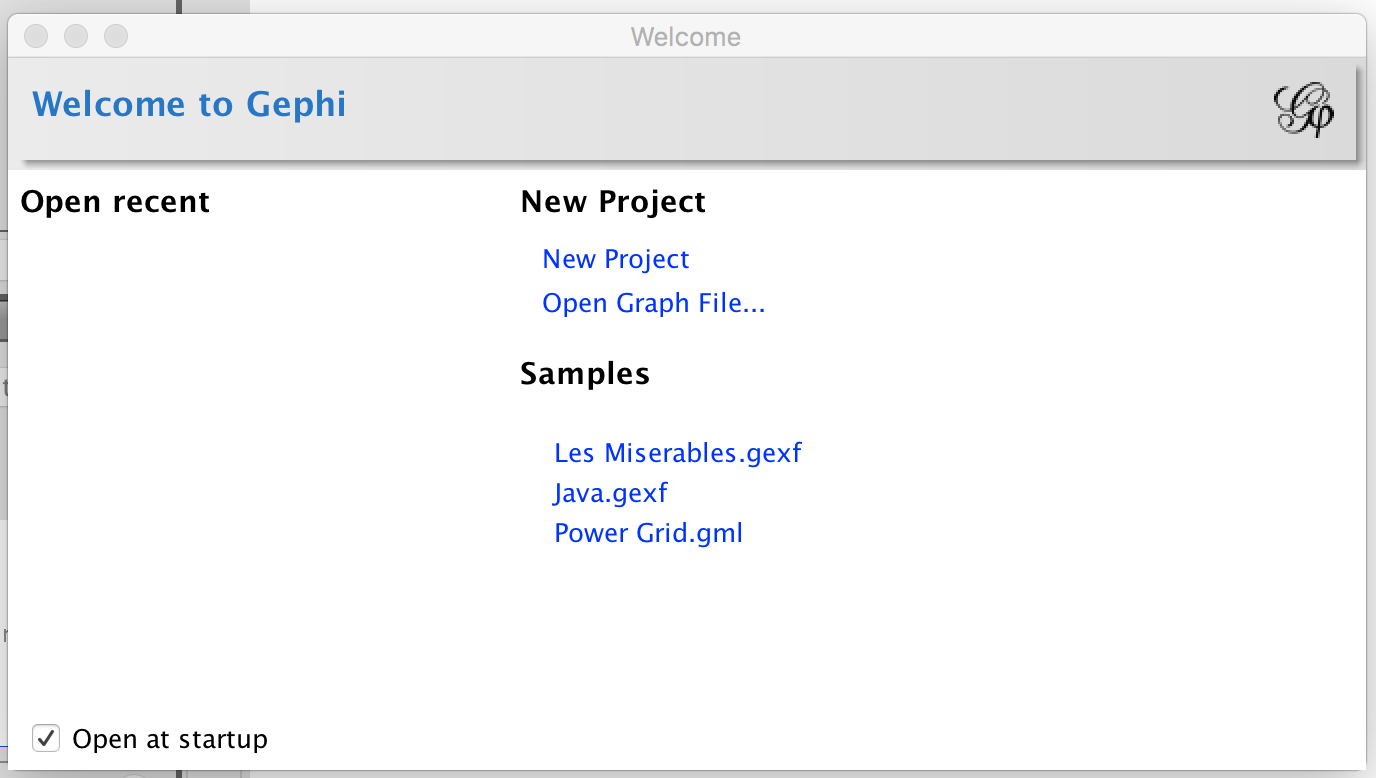 Welcome
Welcome to Gephi
Gφ
Open recent
New Project
New Project
Open Graph File...
Samples
Les Miserables.gexf
Java.gexf
Power Grid.gml
Open at startup